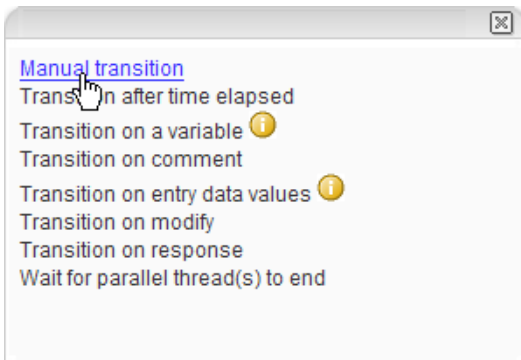 Manual transition
Transition after time elapsed
Transition on a variable
Transition on comment
Transition on entry data values
Transition on modify
Transition on response
Wait for parallel thread(s) to end